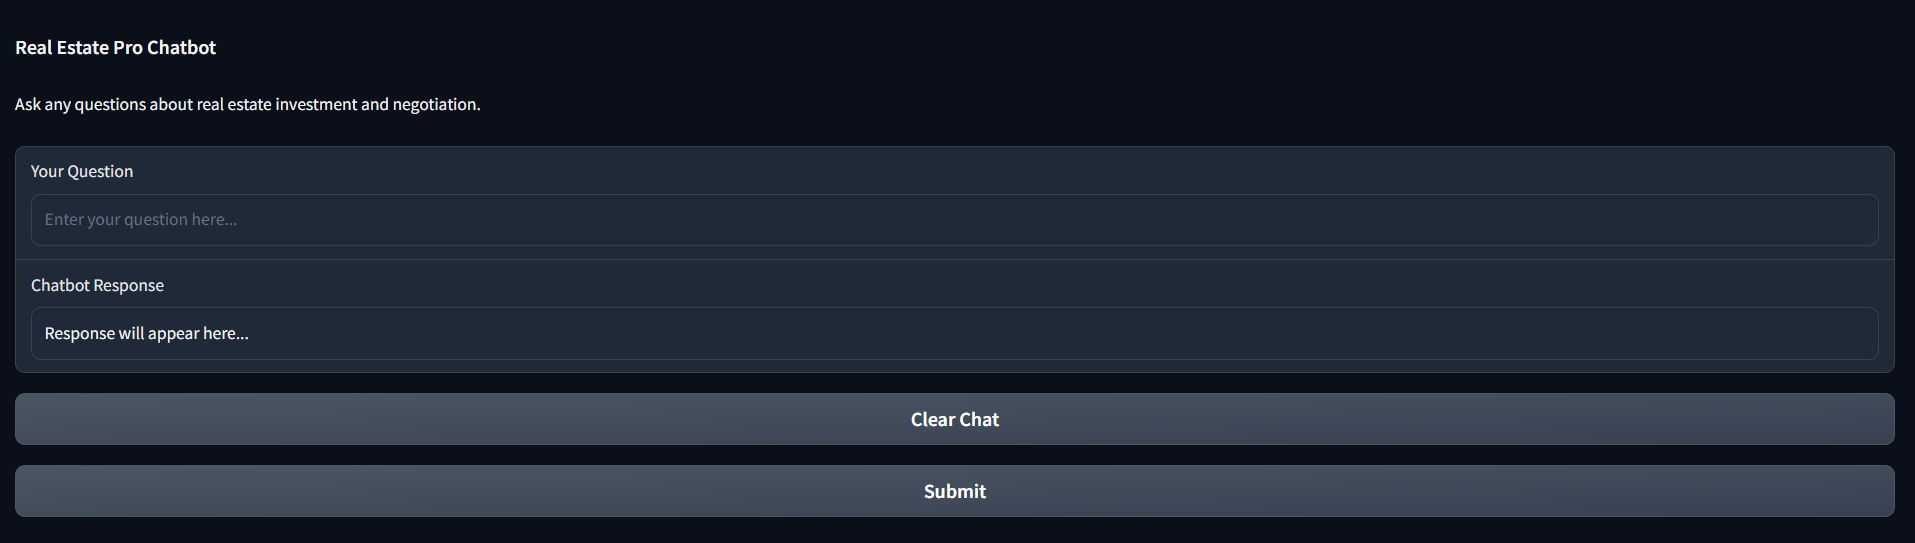 Real Estate Pro Chatbot
Ask any questions about real estate investment and negotiation.
Your Question
Enter your question here...
Chatbot Response
Response will appear here...
Clear Chat
Submit